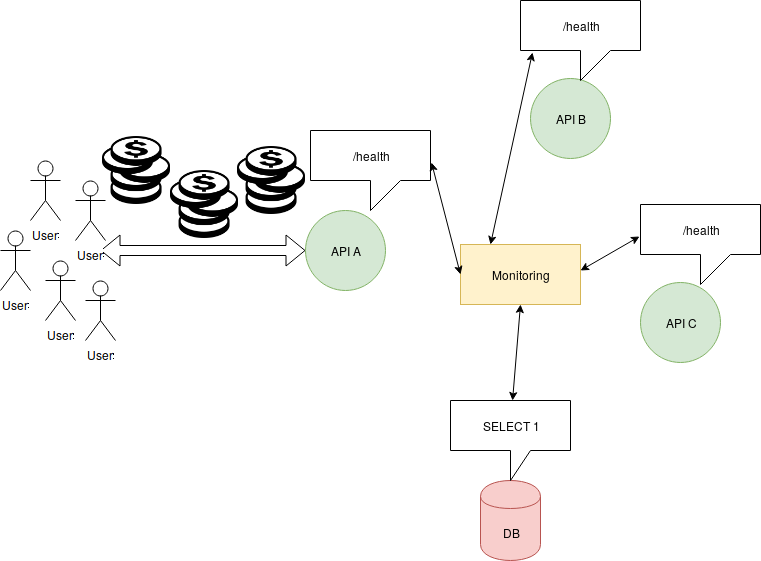 /health
API B
$
$
$
/health
User:
User:
API A
/health
Monitoring
User:
User:
User:
API C
SELECT 1
DB